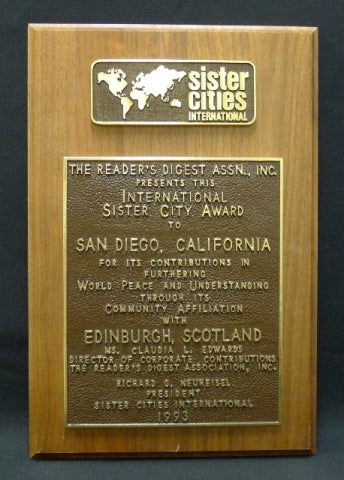 sister
cities
INTERNATIONAL
THE READER'S DIGEST ASSN., INC.
PRESENTS THIS
INTERNATIONAL
SISTER CITY AWARD
TO
SAN DIEGO, CALIFORNIA
FOR ITS CONTRIBUTIONS IN
FURTHERING
WORLD PEACE AND UNDERSTANDING
THROUGH ITS
COMMUNITY AFFILIATION
WITH
EDINBURGH, SCOTLAND
MS. CLAUDIA L. EDWARDS
DIRECTOR OF CORPORATE CONTRIBUTIONS
THE READER'S DIGEST ASSOCIATION, INC.
RICHARD G. NEUHEISEL
PRESIDENT
SISTER CITIES INTERNATIONAL
1993